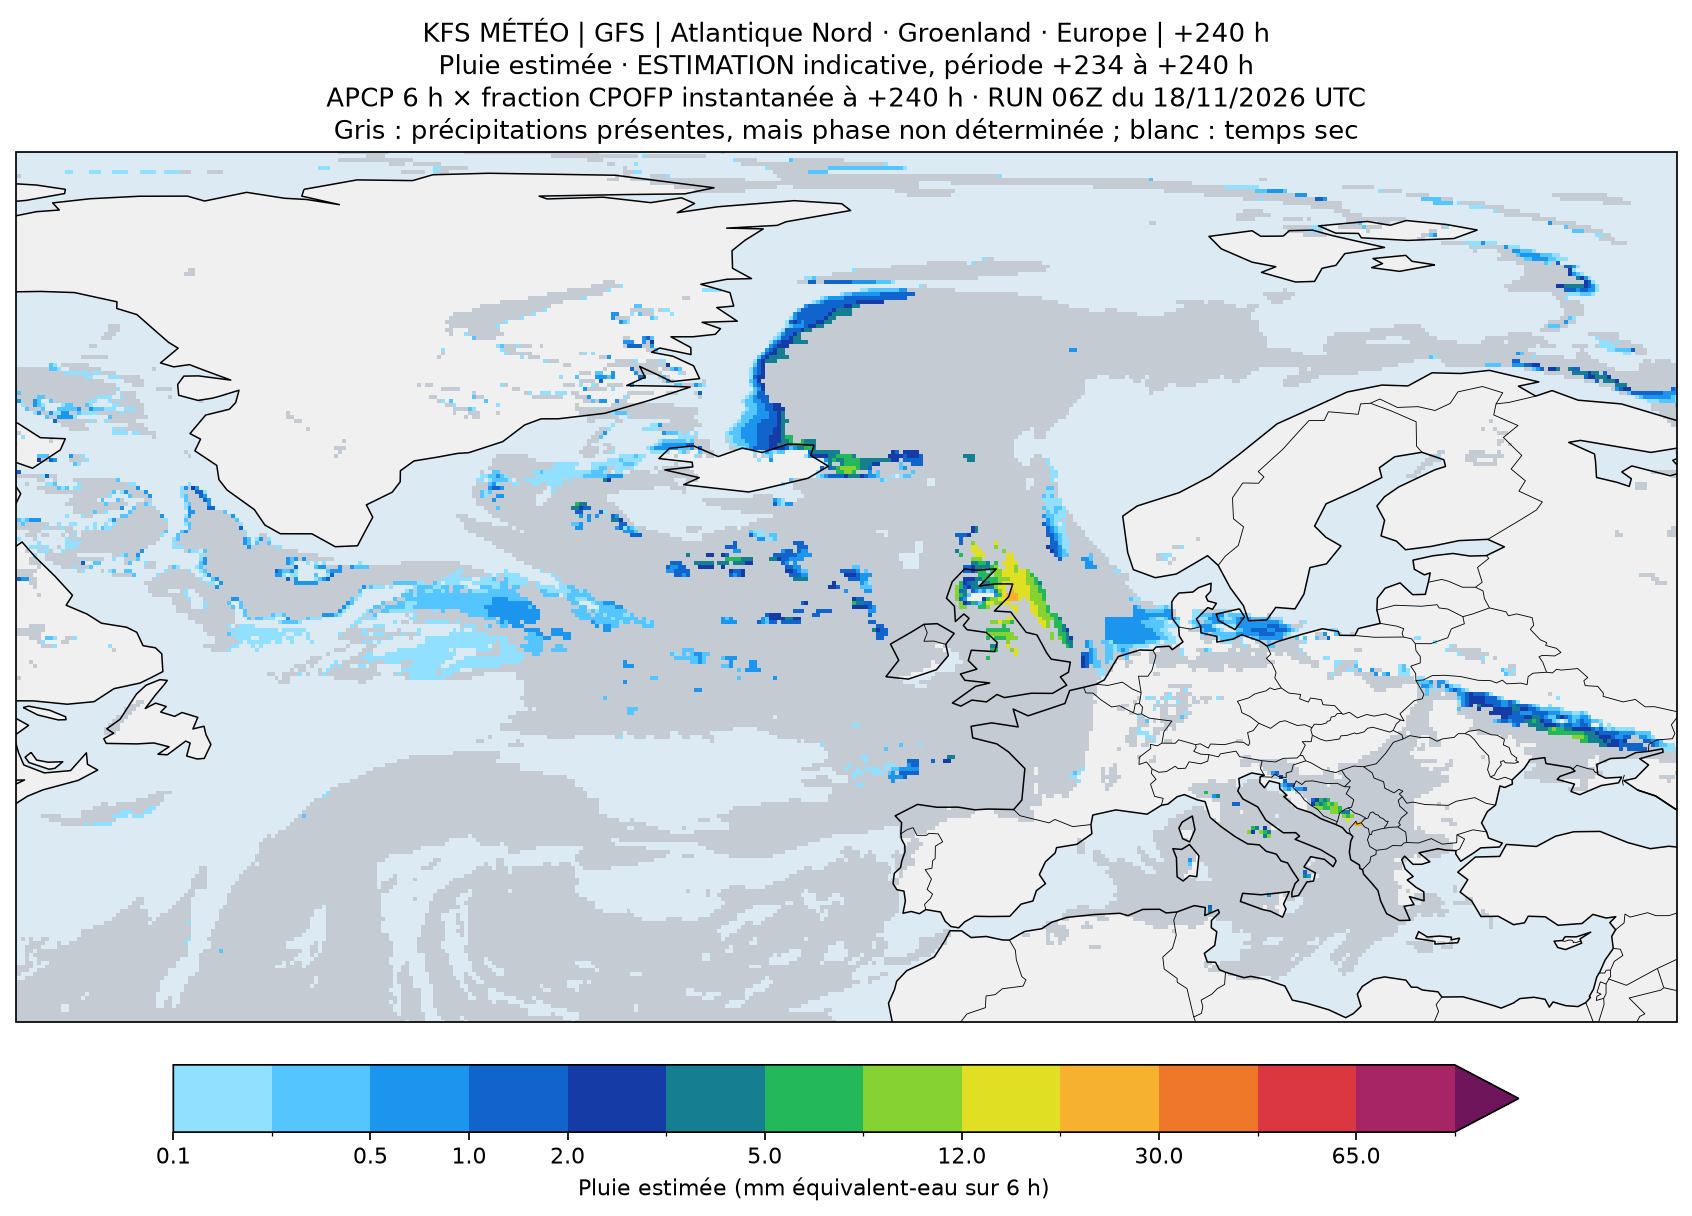 KFS MÉTÉO | GFS | Atlantique Nord · Groenland · Europe | +240 h
Pluie estimée · ESTIMATION indicative, période +234 à +240 h
APCP 6 h × fraction CPOFP instantanée à +240 h · RUN 06Z du 18/11/2026 UTC
Gris : précipitations présentes, mais phase non déterminée ; blanc : temps sec
0.1 0.5 1.0 2.0 5.0 12.0 30.0 65.0
Pluie estimée (mm équivalent-eau sur 6 h)